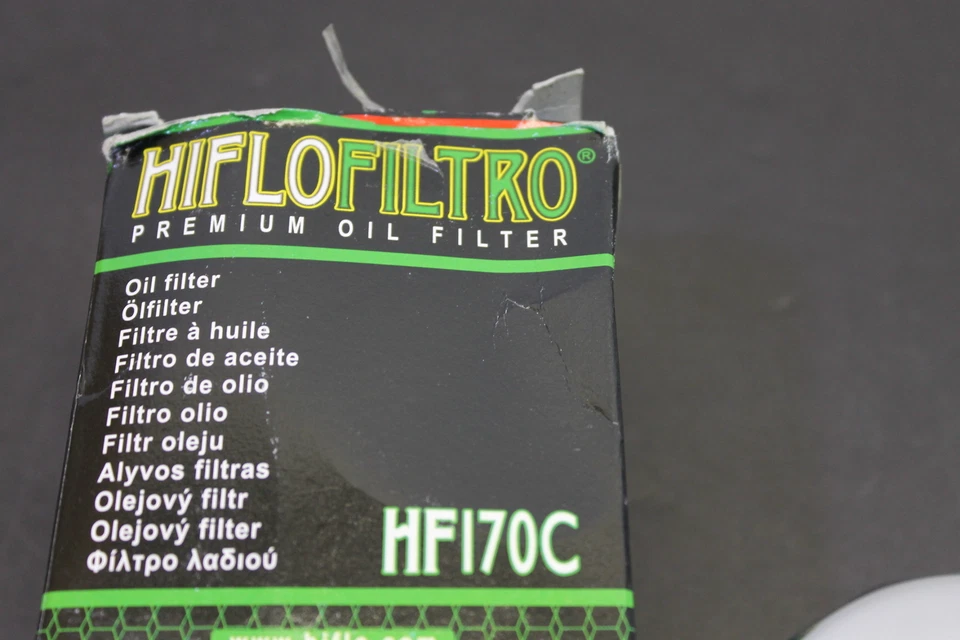 HIFLOFILTRO®
PREMIUM OIL FILTER
Oil filter
Ölfilter
Filtre à huile
Filtro de aceite
Filtro de olio
Filtro olio
Filtr oleju
Alyvos filtras
Olejový filtr
Olejový filter
Φίλτρο λαδιού
HF170C